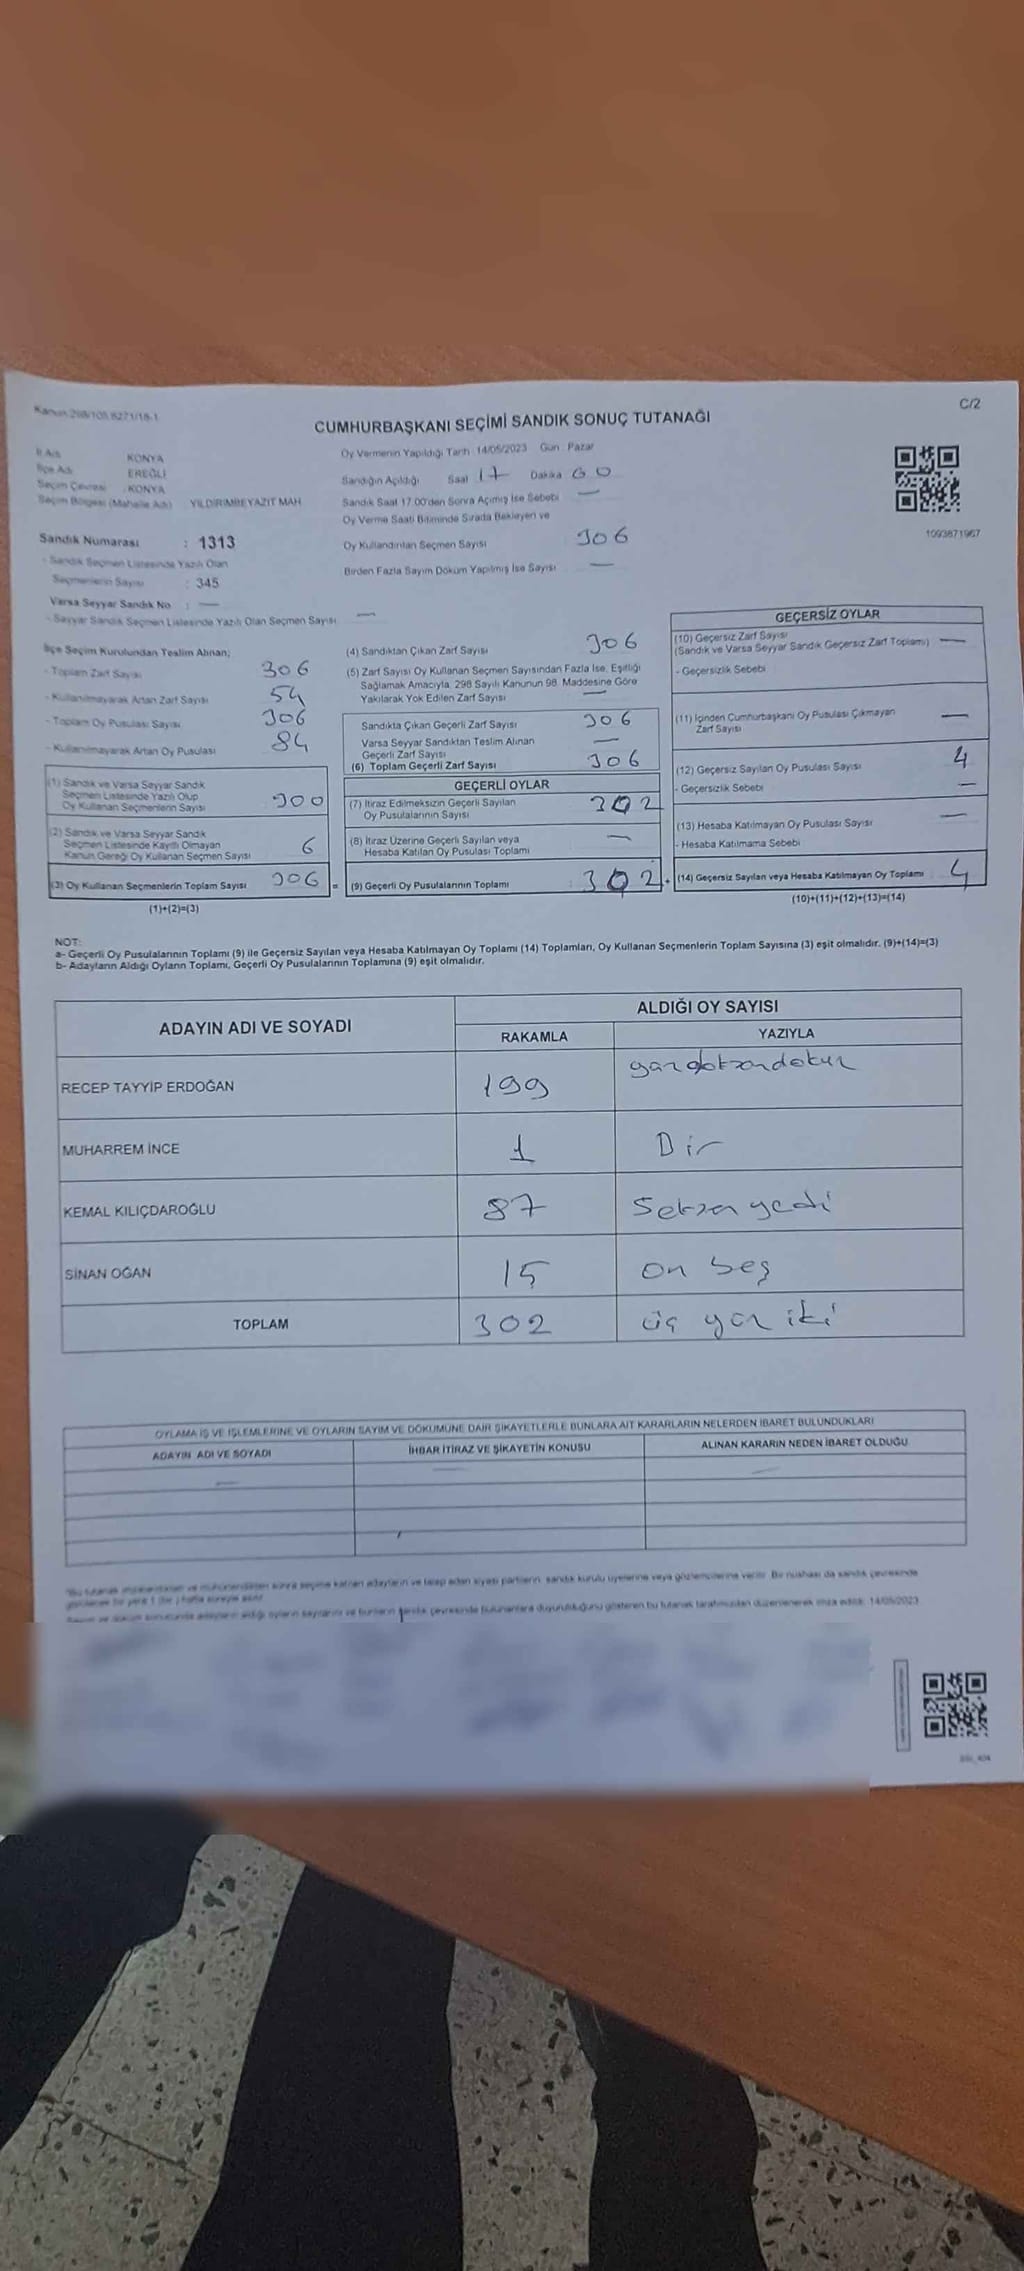 Kanun:298/105,6271/18-1
C/2
CUMHURBAŞKANI SEÇİMİ SANDIK SONUÇ TUTANAĞI
İl Adı : KONYA
İlçe Adı : EREĞLİ
Seçim Çevresi : KONYA
Seçim Bölgesi (Mahalle Adı) : YILDIRIMBEYAZIT MAH
Sandık Numarası : 1313
- Sandık Seçmen Listesinde Yazılı Olan
Seçmenlerin Sayısı : 345
Varsa Seyyar Sandık No : —
- Seyyar Sandık Seçmen Listesinde Yazılı Olan Seçmen Sayısı —
Oy Vermenin Yapıldığı Tarih : 14/05/2023 Gün : Pazar
Sandığın Açıldığı Saat 17 Dakika 00
Sandık Saat 17.00'den Sonra Açımış İse Sebebi —
Oy Verme Saati Bitiminde Sırada Bekleyen ve
Oy Kullandırılan Seçmen Sayısı : 306
Birden Fazla Sayım Döküm Yapılmış İse Sayısı —
1093871967
İlçe Seçim Kurulundan Teslim Alınan;
- Toplam Zarf Sayısı 306
- Kullanılmayarak Artan Zarf Sayısı 54
- Toplam Oy Pusulası Sayısı 306
- Kullanılmayarak Artan Oy Pusulası 84
(1) Sandık ve Varsa Seyyar Sandık
Seçmen Listesinde Yazılı Olup
Oy Kullanan Seçmenlerin Sayısı 300
(2) Sandık ve Varsa Seyyar Sandık
Seçmen Listesinde Kayıtlı Olmayan
Kanun Gereği Oy Kullanan Seçmen Sayısı 6
(3) Oy Kullanan Seçmenlerin Toplam Sayısı 306 =
(1)+(2)=(3)
(4) Sandıktan Çıkan Zarf Sayısı 306
(5) Zarf Sayısı Oy Kullanan Seçmen Sayısından Fazla İse, Eşitliği
Sağlamak Amacıyla, 298 Sayılı Kanunun 98. Maddesine Göre
Yakılarak Yok Edilen Zarf Sayısı —
Sandıkta Çıkan Geçerli Zarf Sayısı : 306
Varsa Seyyar Sandıktan Teslim Alınan
Geçerli Zarf Sayısı —
(6) Toplam Geçerli Zarf Sayısı : 306
GEÇERLİ OYLAR
(7) İtiraz Edilmeksizin Geçerli Sayılan
Oy Pusulalarının Sayısı : 302
(8) İtiraz Üzerine Geçerli Sayılan veya
Hesaba Katılan Oy Pusulası Toplamı —
(9) Geçerli Oy Pusulalarının Toplamı : 302 +
GEÇERSİZ OYLAR
(10) Geçersiz Zarf Sayısı
(Sandık ve Varsa Seyyar Sandık Geçersiz Zarf Toplamı) —
- Geçersizlik Sebebi
(11) İçinden Cumhurbaşkanı Oy Pusulası Çıkmayan
Zarf Sayısı —
(12) Geçersiz Sayılan Oy Pusulası Sayısı 4
- Geçersizlik Sebebi —
(13) Hesaba Katılmayan Oy Pusulası Sayısı —
- Hesaba Katılmama Sebebi
(14) Geçersiz Sayılan veya Hesaba Katılmayan Oy Toplamı 4
(10)+(11)+(12)+(13)=(14)
NOT:
a- Geçerli Oy Pusulalarının Toplamı (9) ile Geçersiz Sayılan veya Hesaba Katılmayan Oy Toplamı (14) Toplamları, Oy Kullanan Seçmenlerin Toplam Sayısına (3) eşit olmalıdır. (9)+(14)=(3)
b- Adayların Aldığı Oyların Toplamı, Geçerli Oy Pusulalarının Toplamına (9) eşit olmalıdır.
ADAYIN ADI VE SOYADI
ALDIĞI OY SAYISI
RAKAMLA YAZIYLA
RECEP TAYYİP ERDOĞAN 199
MUHARREM İNCE 1 Bir
KEMAL KILIÇDAROĞLU 87 Seksen yedi
SİNAN OĞAN 15 on beş
TOPLAM 302 üç yüz iki
OYLAMA İŞ VE İŞLEMLERİNE VE OYLARIN SAYIM VE DÖKÜMÜNE DAİR ŞİKAYETLERLE BUNLARA AİT KARARLARIN NELERDEN İBARET BULUNDUKLARI
ADAYIN ADI VE SOYADI
İHBAR İTİRAZ VE ŞİKAYETİN KONUSU
ALINAN KARARIN NEDEN İBARET OLDUĞU